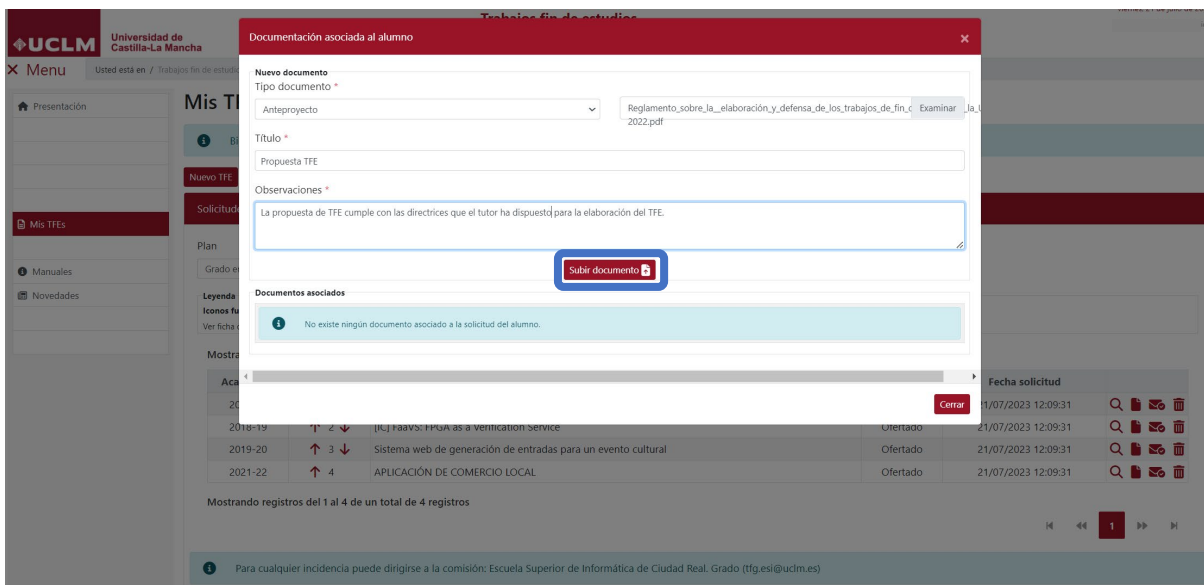 Trabajos fin de estudios
UCLM
Universidad de
Castilla-La Mancha
Menu
Usted está en / Trabajos fin de estudio
Presentación
Mis TFEs
Manuales
Novedades
Mis TF
Bi
Nuevo TFE
Solicitude
Plan
Grado en
Leyenda
Iconos fu
Ver ficha
Documentación asociada al alumno
×
Nuevo documento
Tipo documento *
Anteproyecto
Reglamento_sobre_la__elaboración_y_defensa_de_los_trabajos_de_fin_ Examinar
2022.pdf
Título *
Propuesta TFE
Observaciones *
La propuesta de TFE cumple con las directrices que el tutor ha dispuesto para la elaboración del TFE.
Subir documento
Documentos asociados
No existe ningún documento asociado a la solicitud del alumno.
Cerrar
Mostra
Aca Fecha solicitud
20 21/07/2023 12:09:31
2018-19 2 [IC] FaaVS: FPGA as a Verification Service Ofertado 21/07/2023 12:09:31
2019-20 3 Sistema web de generación de entradas para un evento cultural Ofertado 21/07/2023 12:09:31
2021-22 4 APLICACIÓN DE COMERCIO LOCAL Ofertado 21/07/2023 12:09:31
Mostrando registros del 1 al 4 de un total de 4 registros
1
Para cualquier incidencia puede dirigirse a la comisión: Escuela Superior de Informática de Ciudad Real. Grado (tfg.esi@uclm.es)